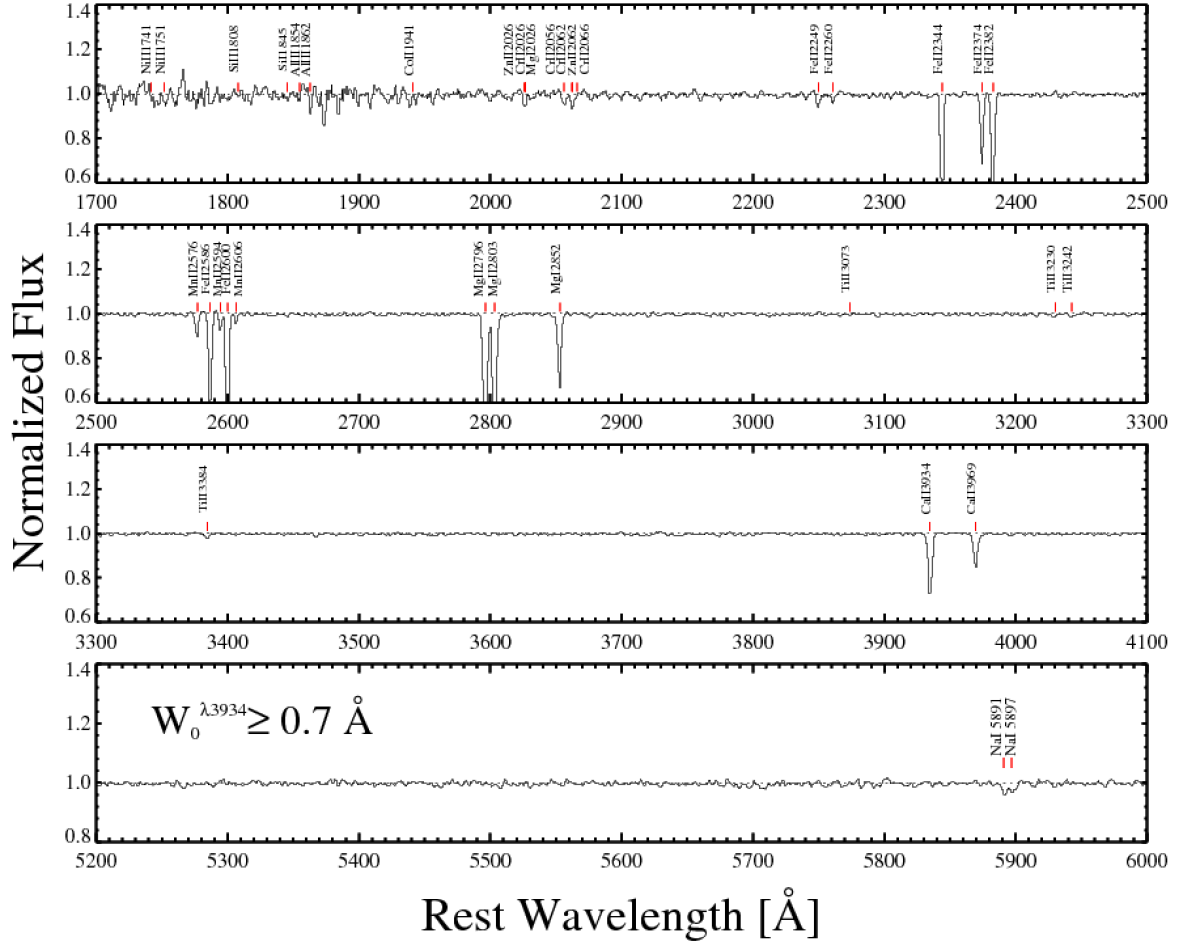 Normalized Flux
1.4
1.2
1.0
0.8
0.6
NiII1741
NiII1751
SiII1808
SiI1845
AlIII1854
AlIII1862
CoII1941
ZnII2026
CrII2026
MgI2026
CrII2056
CrII2062
ZnII2062
CrII2066
FeII2249
FeII2260
FeII2344
FeII2374
FeII2382
1700 1800 1900 2000 2100 2200 2300 2400 2500
1.4
1.2
1.0
0.8
0.6
MnII2576
FeII2586
MnII2594
FeII2600
MnII2606
MgII2796
MgII2803
MgI2852
TiII3073
TiII3230
TiII3242
2500 2600 2700 2800 2900 3000 3100 3200 3300
1.4
1.2
1.0
0.8
0.6
TiII3384
CaII3934
CaII3969
3300 3400 3500 3600 3700 3800 3900 4000 4100
1.4
1.2
1.0
0.8
W₀^λ3934 ≥ 0.7 Å
NaI 5891
NaI 5897
5200 5300 5400 5500 5600 5700 5800 5900 6000
Rest Wavelength [Å]